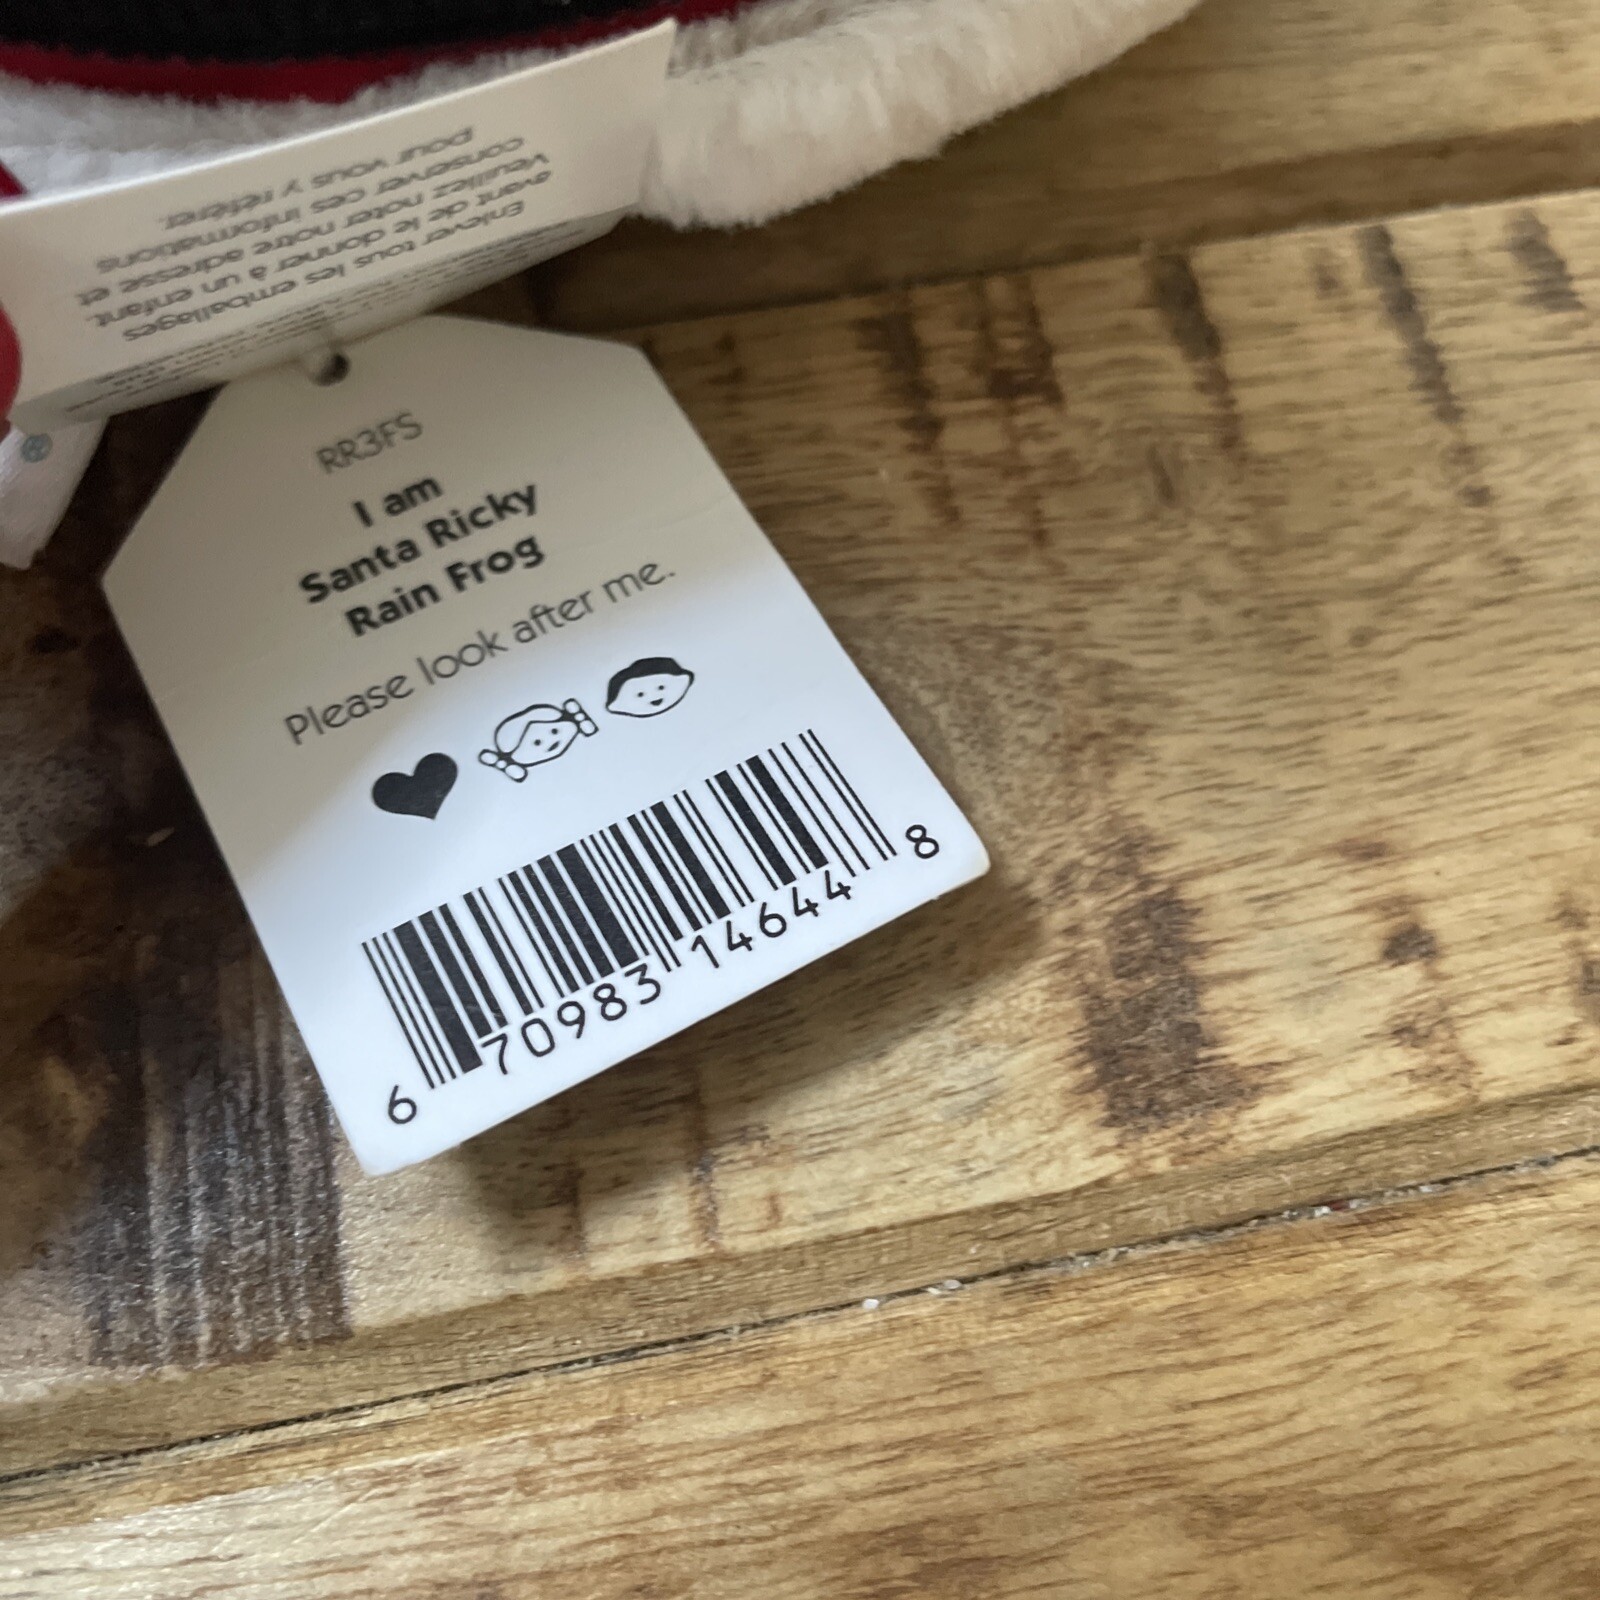 Enlever tous les emballages
avant de le donner à un enfant
veuillez noter notre adresse et
conserver ces informations
pour vous y référer.
RR3FS
I am
Santa Ricky
Rain Frog
Please look after me.
6 70983 14644 8